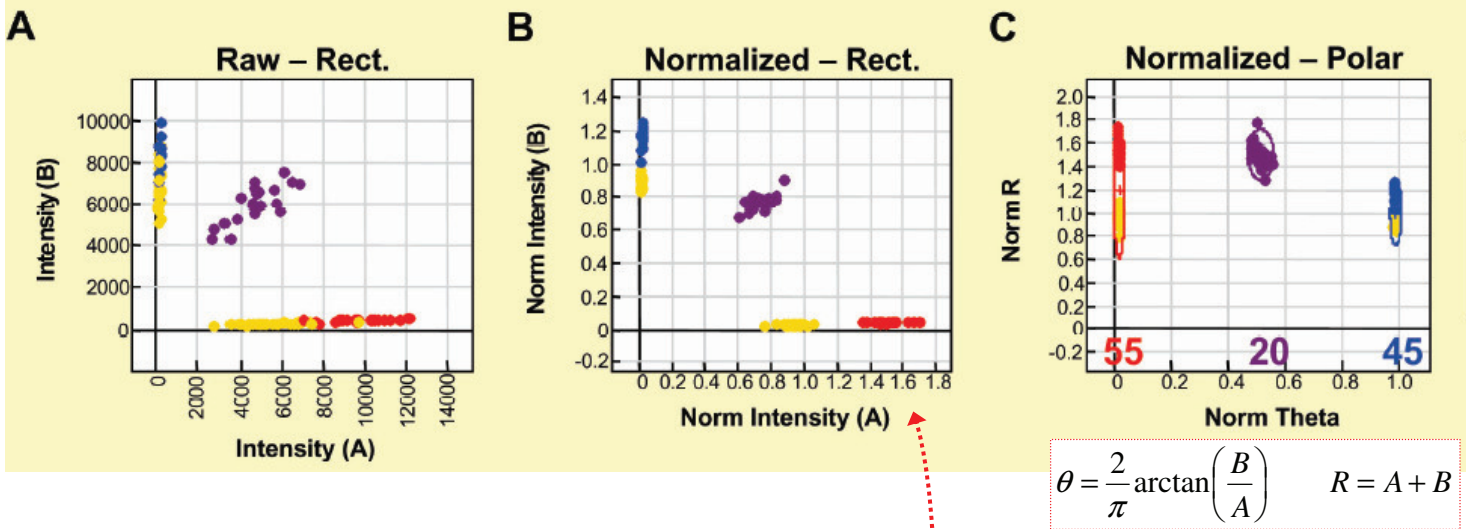 A
Raw – Rect.
Intensity (B)
10000
8000
6000
4000
2000
0
0
2000
4000
6000
8000
10000
12000
14000
Intensity (A)
B
Normalized – Rect.
Norm Intensity (B)
1.4
1.2
1.0
0.8
0.6
0.4
0.2
0
-0.2
0 0.2 0.4 0.6 0.8 1.0 1.2 1.4 1.6 1.8
Norm Intensity (A)
C
Normalized – Polar
Norm R
2.0
1.8
1.6
1.4
1.2
1.0
0.8
0.6
0.4
0.2
0
-0.2
55 20 45
0 0.2 0.4 0.6 0.8 1.0
Norm Theta
θ = 2/π arctan(B/A) R = A + B